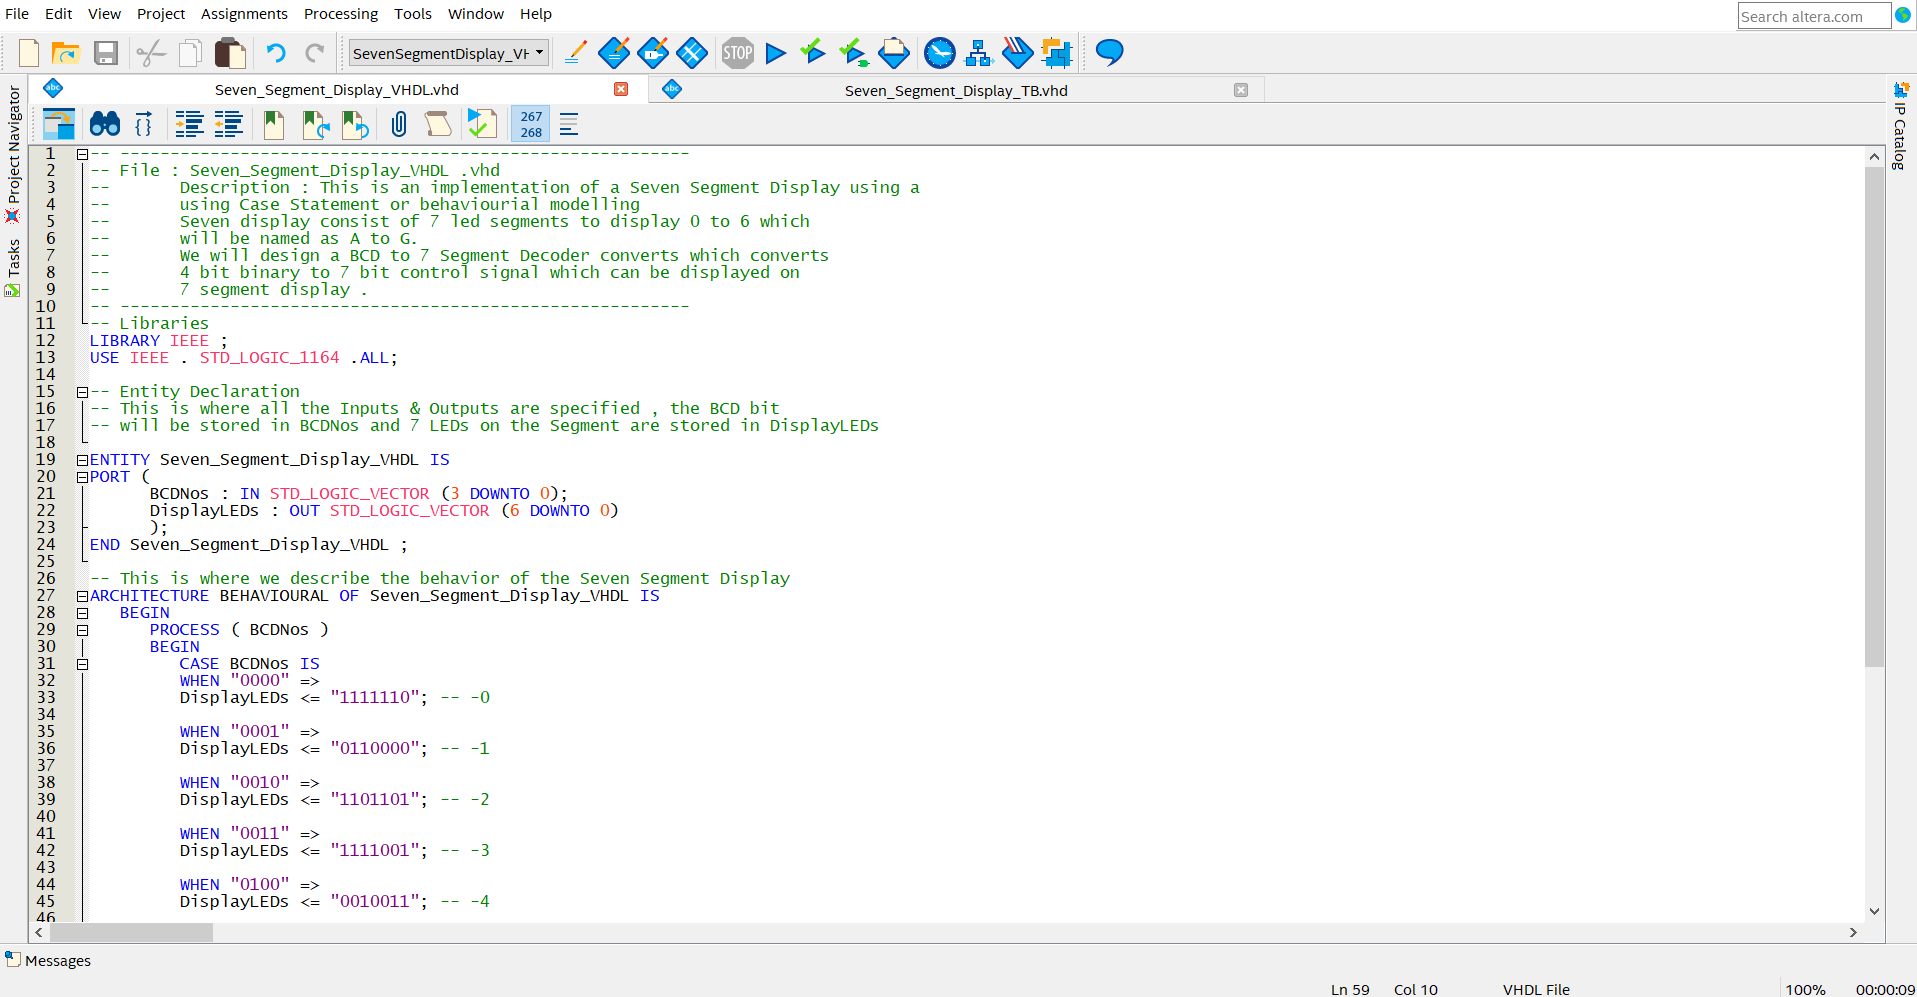 File Edit View Project Assignments Processing Tools Window Help
Search altera.com
SevenSegmentDisplay_VH
STOP
abc Seven_Segment_Display_VHDL.vhd abc Seven_Segment_Display_TB.vhd
267
268
Project Navigator
Tasks
IP Catalog
1 -- ---------------------------------------------------------
2 -- File : Seven_Segment_Display_VHDL .vhd
3 -- Description : This is an implementation of a Seven Segment Display using a
4 -- using Case Statement or behaviourial modelling
5 -- Seven display consist of 7 led segments to display 0 to 6 which
6 -- will be named as A to G.
7 -- We will design a BCD to 7 Segment Decoder converts which converts
8 -- 4 bit binary to 7 bit control signal which can be displayed on
9 -- 7 segment display .
10 -- ---------------------------------------------------------
11 -- Libraries
12 LIBRARY IEEE ;
13 USE IEEE . STD_LOGIC_1164 .ALL;
14
15 -- Entity Declaration
16 -- This is where all the Inputs & Outputs are specified , the BCD bit
17 -- will be stored in BCDNos and 7 LEDs on the Segment are stored in DisplayLEDs
18
19 ENTITY Seven_Segment_Display_VHDL IS
20 PORT (
21 BCDNos : IN STD_LOGIC_VECTOR (3 DOWNTO 0);
22 DisplayLEDs : OUT STD_LOGIC_VECTOR (6 DOWNTO 0)
23 );
24 END Seven_Segment_Display_VHDL ;
25
26 -- This is where we describe the behavior of the Seven Segment Display
27 ARCHITECTURE BEHAVIOURAL OF Seven_Segment_Display_VHDL IS
28 BEGIN
29 PROCESS ( BCDNos )
30 BEGIN
31 CASE BCDNos IS
32 WHEN "0000" =>
33 DisplayLEDs <= "1111110"; -- -0
34
35 WHEN "0001" =>
36 DisplayLEDs <= "0110000"; -- -1
37
38 WHEN "0010" =>
39 DisplayLEDs <= "1101101"; -- -2
40
41 WHEN "0011" =>
42 DisplayLEDs <= "1111001"; -- -3
43
44 WHEN "0100" =>
45 DisplayLEDs <= "0010011"; -- -4
46
Messages
Ln 59 Col 10 VHDL File 100% 00:00:09